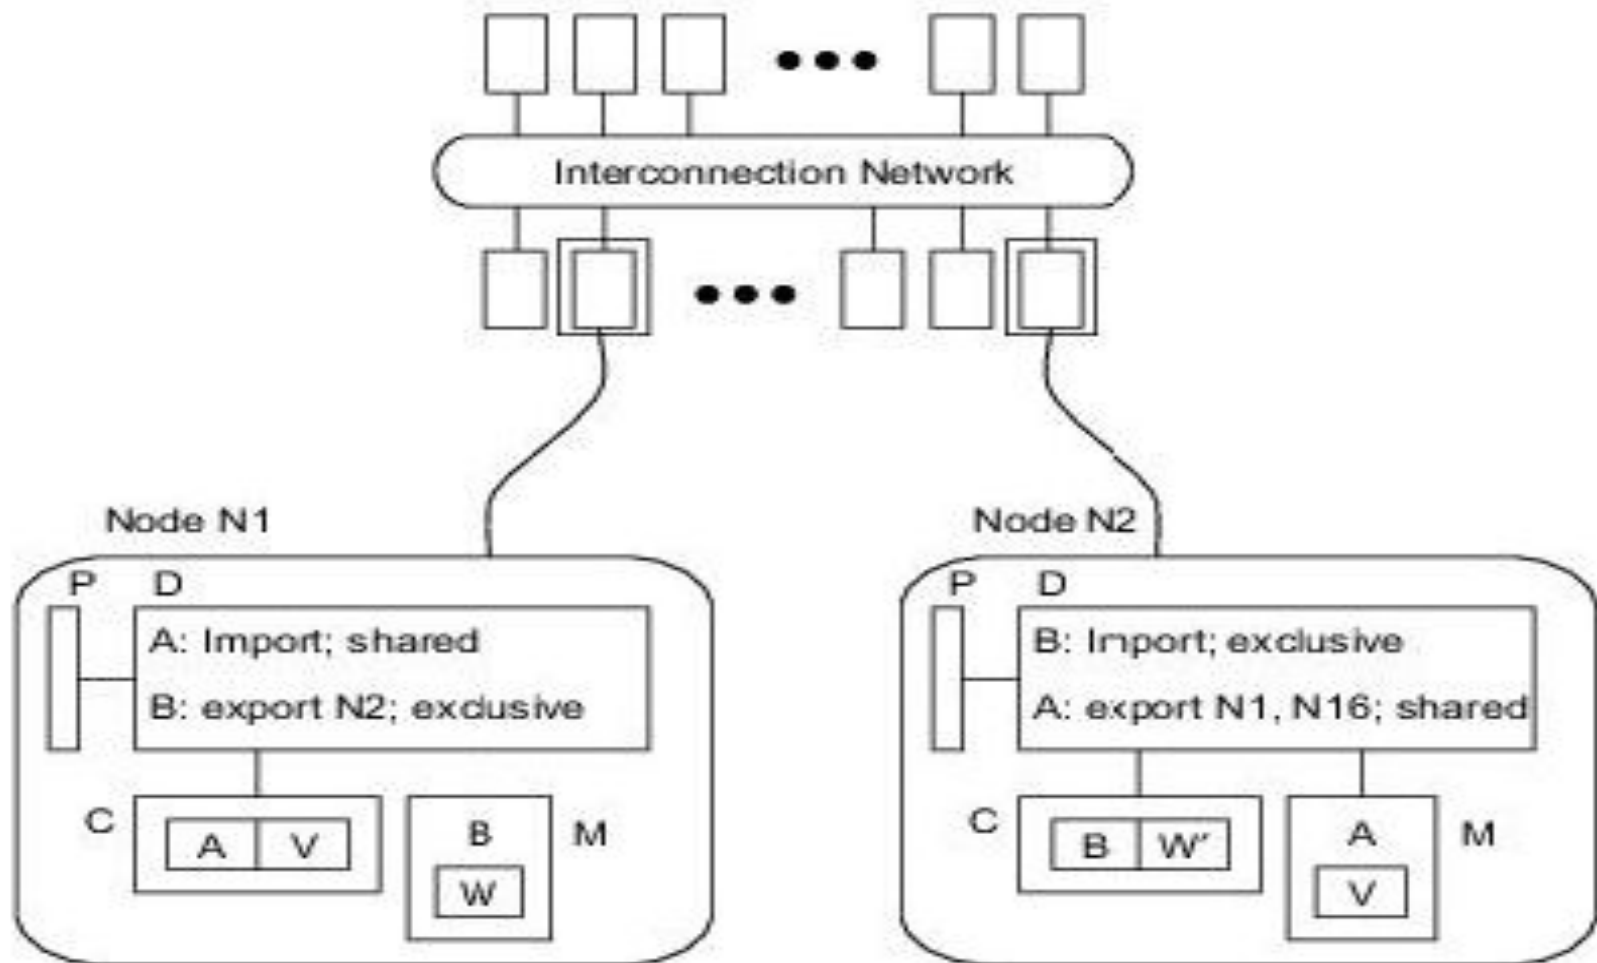 Interconnection Network
Node N1
Node N2
P D
A: Import; shared
B: export N2; exclusive
C
A V
B
W
M
P D
B: Import; exclusive
A: export N1, N16; shared
C
B W'
A
V
M